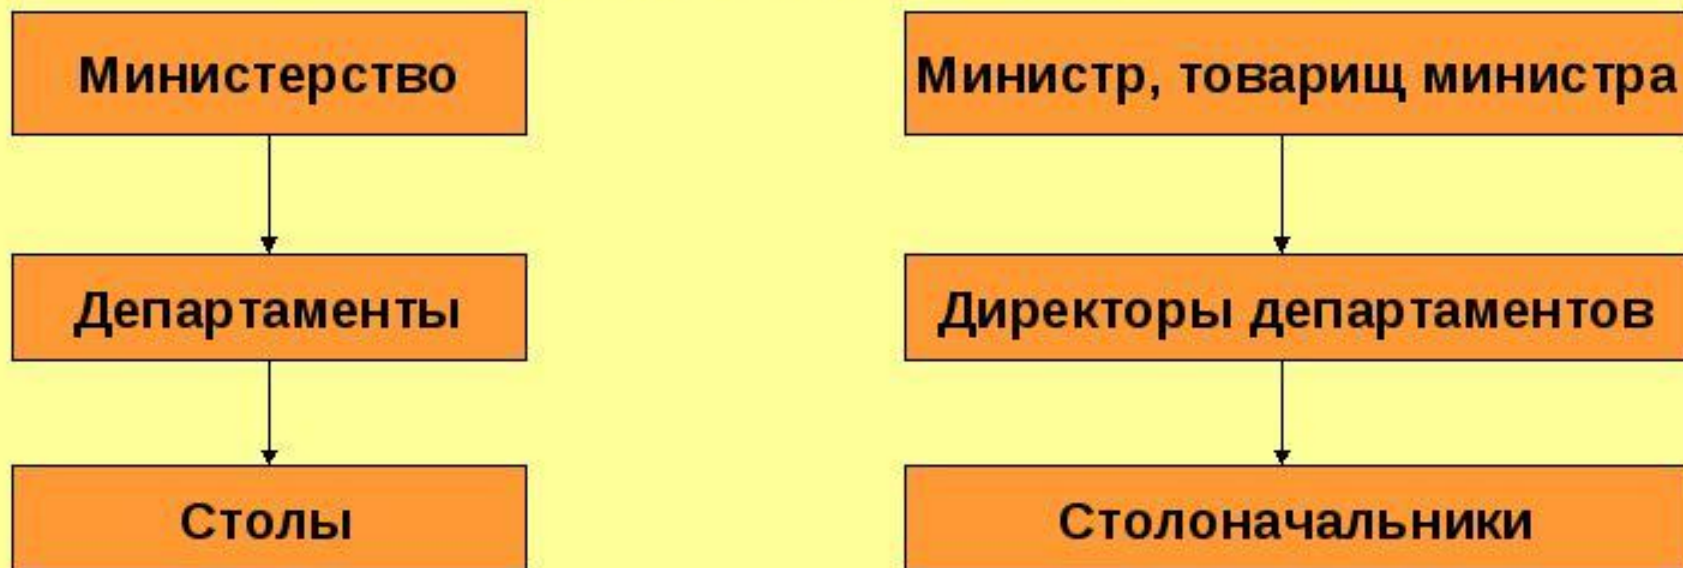 Министерство
Министр, товарищ министра
Департаменты
Директоры департаментов
Столы
Столоначальники